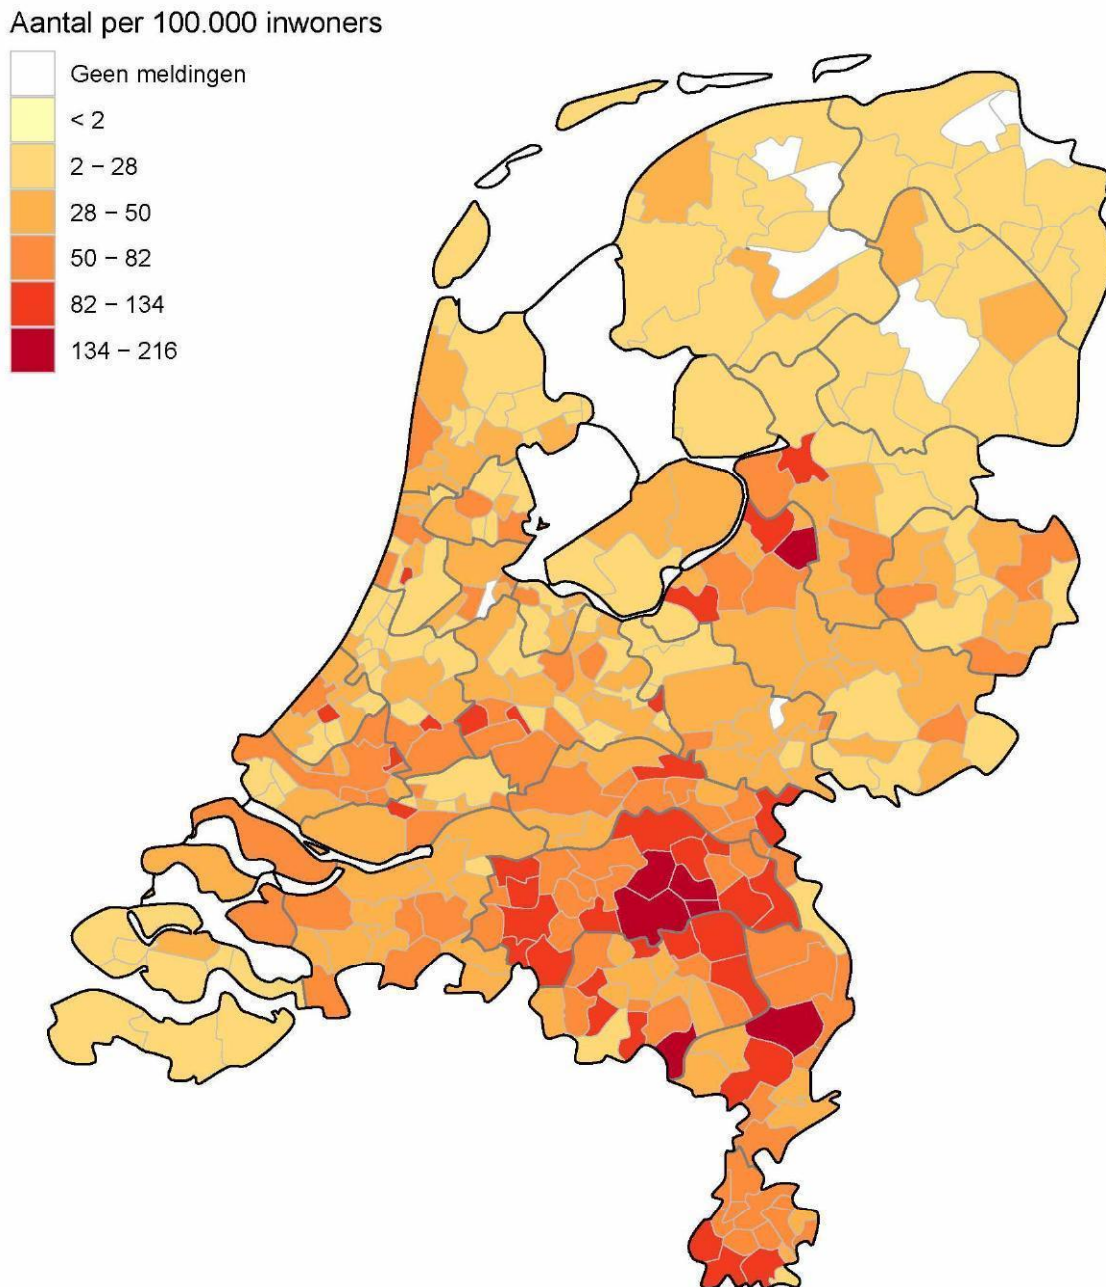 Aantal per 100.000 inwoners
Geen meldingen
< 2
2 − 28
28 − 50
50 − 82
82 − 134
134 − 216